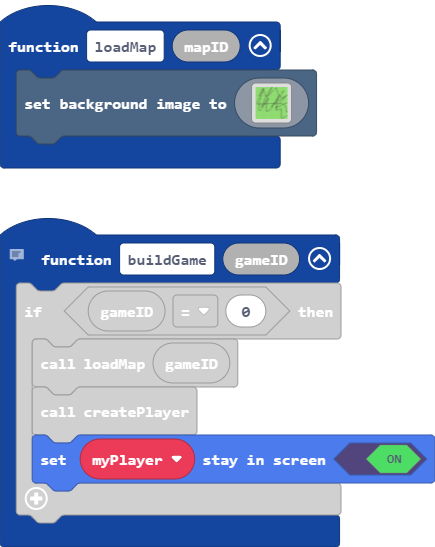 function loadMap mapID
set background image to
function buildGame gameID
if gameID = 0 then
call loadMap gameID
call createPlayer
set myPlayer stay in screen ON